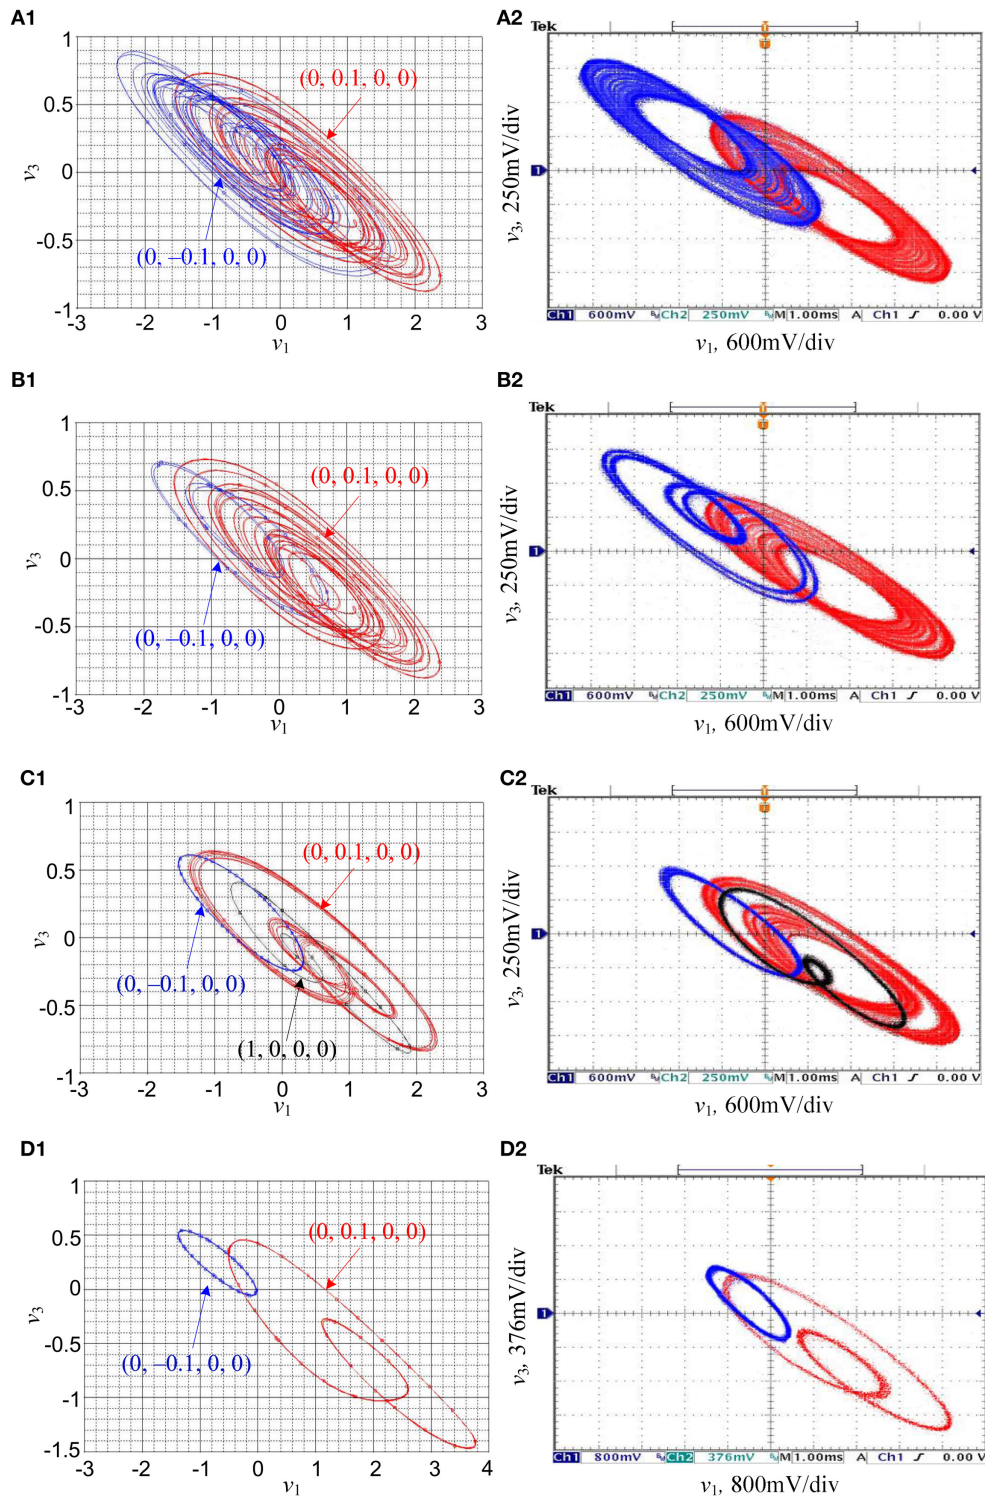 A1
1
0.5
0
-0.5
-1
v3
-3 -2 -1 0 1 2 3
v1
(0, 0.1, 0, 0)
(0, –0.1, 0, 0)
A2
Tek
1
v3, 250mV/div
Ch1 600mV Ch2 250mV M 1.00ms A Ch1 0.00 V
v1, 600mV/div
B1
1
0.5
0
-0.5
-1
v3
-3 -2 -1 0 1 2 3
v1
(0, 0.1, 0, 0)
(0, –0.1, 0, 0)
B2
Tek
1
v3, 250mV/div
Ch1 600mV Ch2 250mV M 1.00ms A Ch1 0.00 V
v1, 600mV/div
C1
1
0.5
0
-0.5
-1
v3
-3 -2 -1 0 1 2 3
v1
(0, 0.1, 0, 0)
(0, –0.1, 0, 0)
(1, 0, 0, 0)
C2
Tek
1
v3, 250mV/div
Ch1 600mV Ch2 250mV M 1.00ms A Ch1 0.00 V
v1, 600mV/div
D1
1
0.5
0
-0.5
-1
-1.5
v3
-3 -2 -1 0 1 2 3 4
v1
(0, 0.1, 0, 0)
(0, –0.1, 0, 0)
D2
Tek
1
v3, 376mV/div
Ch1 800mV Ch2 376mV M 1.00ms A Ch1 0.00 V
v1, 800mV/div